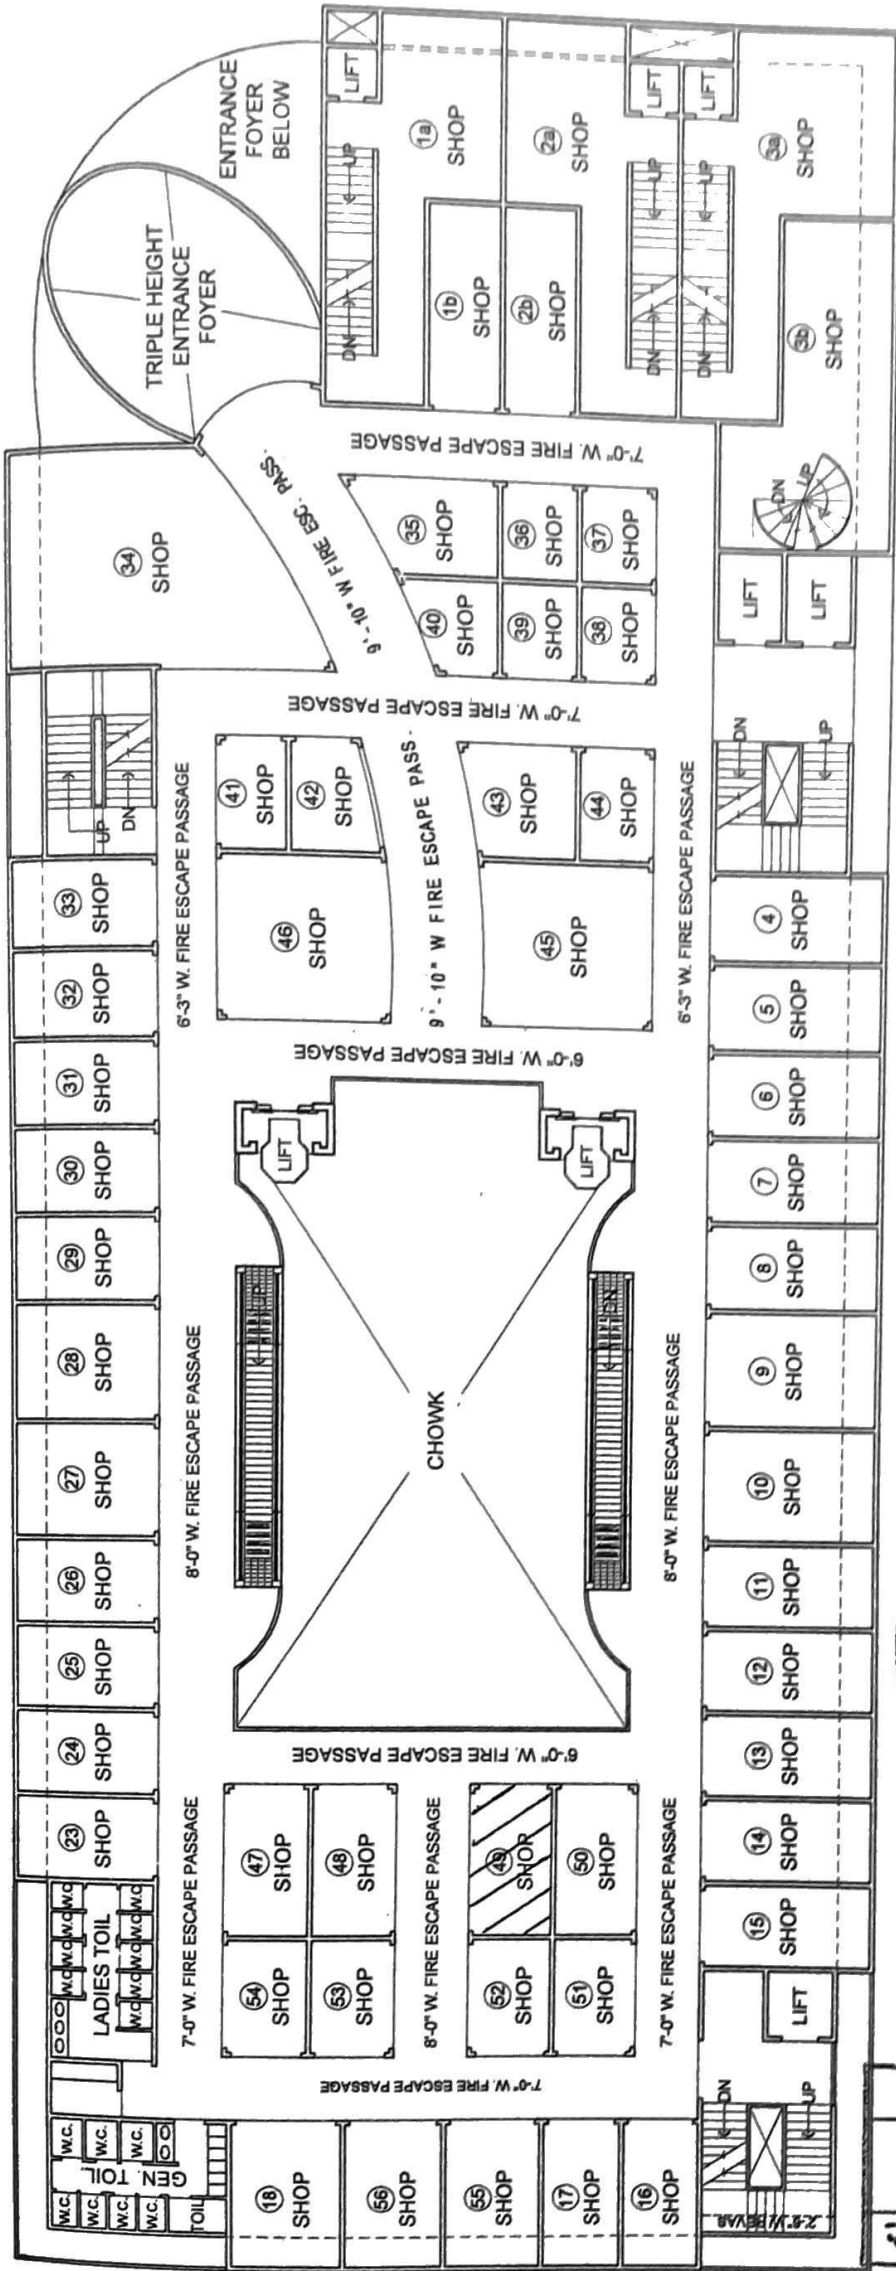 W.C.
W.C.
W.C.
W.C.
W.C.
W.C.
W.C.
GEN. TOIL.
TOIL
W.C.
W.C.
W.C.
W.C.
LADIES TOIL
W.C.
W.C.
W.C.
W.C.
W.C.
23
SHOP
24
SHOP
25
SHOP
26
SHOP
27
SHOP
28
SHOP
29
SHOP
30
SHOP
31
SHOP
32
SHOP
33
SHOP
UP
DN
34
SHOP
TRIPLE HEIGHT
ENTRANCE
FOYER
ENTRANCE
FOYER
BELOW
7'-0" W. FIRE ESCAPE PASSAGE
8'-0" W. FIRE ESCAPE PASSAGE
6'-3" W. FIRE ESCAPE PASSAGE
9'-10" W FIRE ESC. PASS.
18
SHOP
56
SHOP
55
SHOP
17
SHOP
16
SHOP
7'-0" W. FIRE ESCAPE PASSAGE
54
SHOP
47
SHOP
53
SHOP
48
SHOP
8'-0" W. FIRE ESCAPE PASSAGE
52
SHOP
49
SHOP
51
SHOP
50
SHOP
6'-0" W. FIRE ESCAPE PASSAGE
UP
LIFT
CHOWK
DN
LIFT
6'-0" W. FIRE ESCAPE PASSAGE
46
SHOP
41
SHOP
42
SHOP
9'-10" W FIRE ESCAPE PASS.
45
SHOP
43
SHOP
44
SHOP
7'-0" W. FIRE ESCAPE PASSAGE
40
SHOP
35
SHOP
39
SHOP
36
SHOP
38
SHOP
37
SHOP
7'-0" W. FIRE ESCAPE PASSAGE
DN
UP
LIFT
1a
SHOP
1b
SHOP
2b
SHOP
2a
SHOP
DN
UP
LIFT
DN
UP
LIFT
3a
SHOP
3b
SHOP
DN
UP
LIFT
LIFT
7'-0" W. FIRE ESCAPE PASSAGE
8'-0" W. FIRE ESCAPE PASSAGE
6'-3" W. FIRE ESCAPE PASSAGE
DN
UP
LIFT
15
SHOP
14
SHOP
13
SHOP
12
SHOP
11
SHOP
10
SHOP
9
SHOP
8
SHOP
7
SHOP
6
SHOP
5
SHOP
4
SHOP
DN
UP